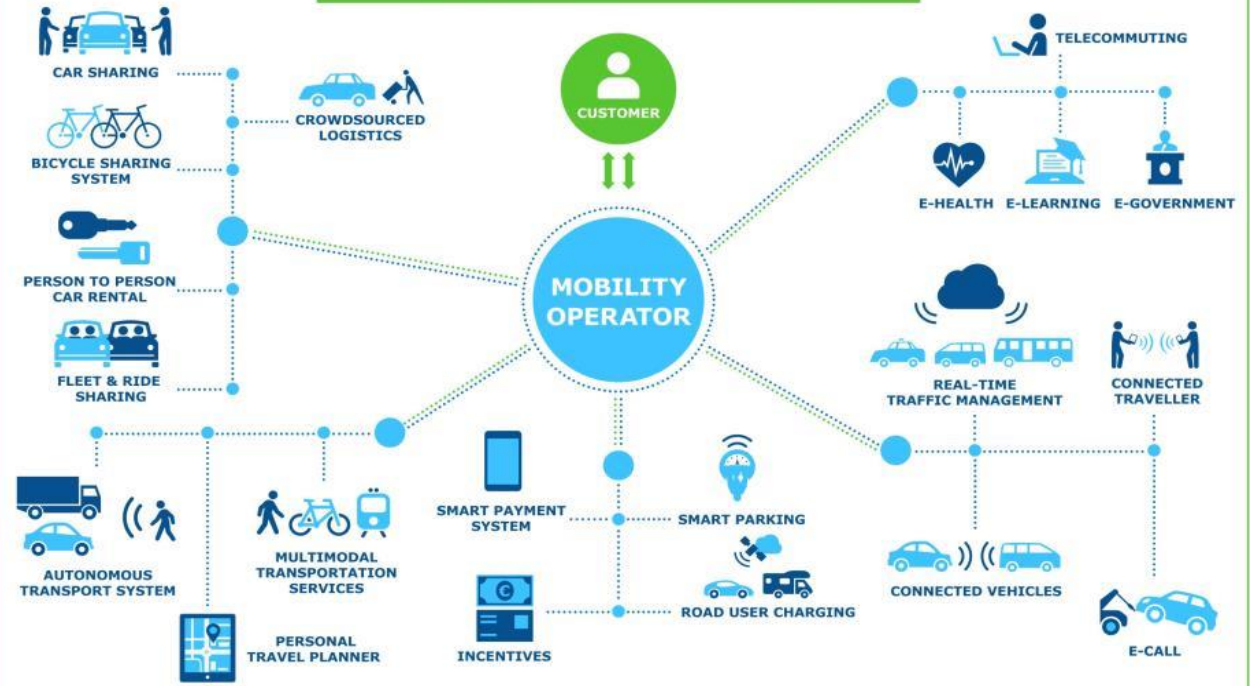 CAR SHARING
CROWDSOURCED
LOGISTICS
BICYCLE SHARING
SYSTEM
PERSON TO PERSON
CAR RENTAL
FLEET & RIDE
SHARING
CUSTOMER
MOBILITY
OPERATOR
TELECOMMUTING
E-HEALTH
E-LEARNING
E-GOVERNMENT
REAL-TIME
TRAFFIC MANAGEMENT
CONNECTED
TRAVELLER
AUTONOMOUS
TRANSPORT SYSTEM
MULTIMODAL
TRANSPORTATION
SERVICES
PERSONAL
TRAVEL PLANNER
SMART PAYMENT
SYSTEM
SMART PARKING
€
INCENTIVES
ROAD USER CHARGING
CONNECTED VEHICLES
E-CALL